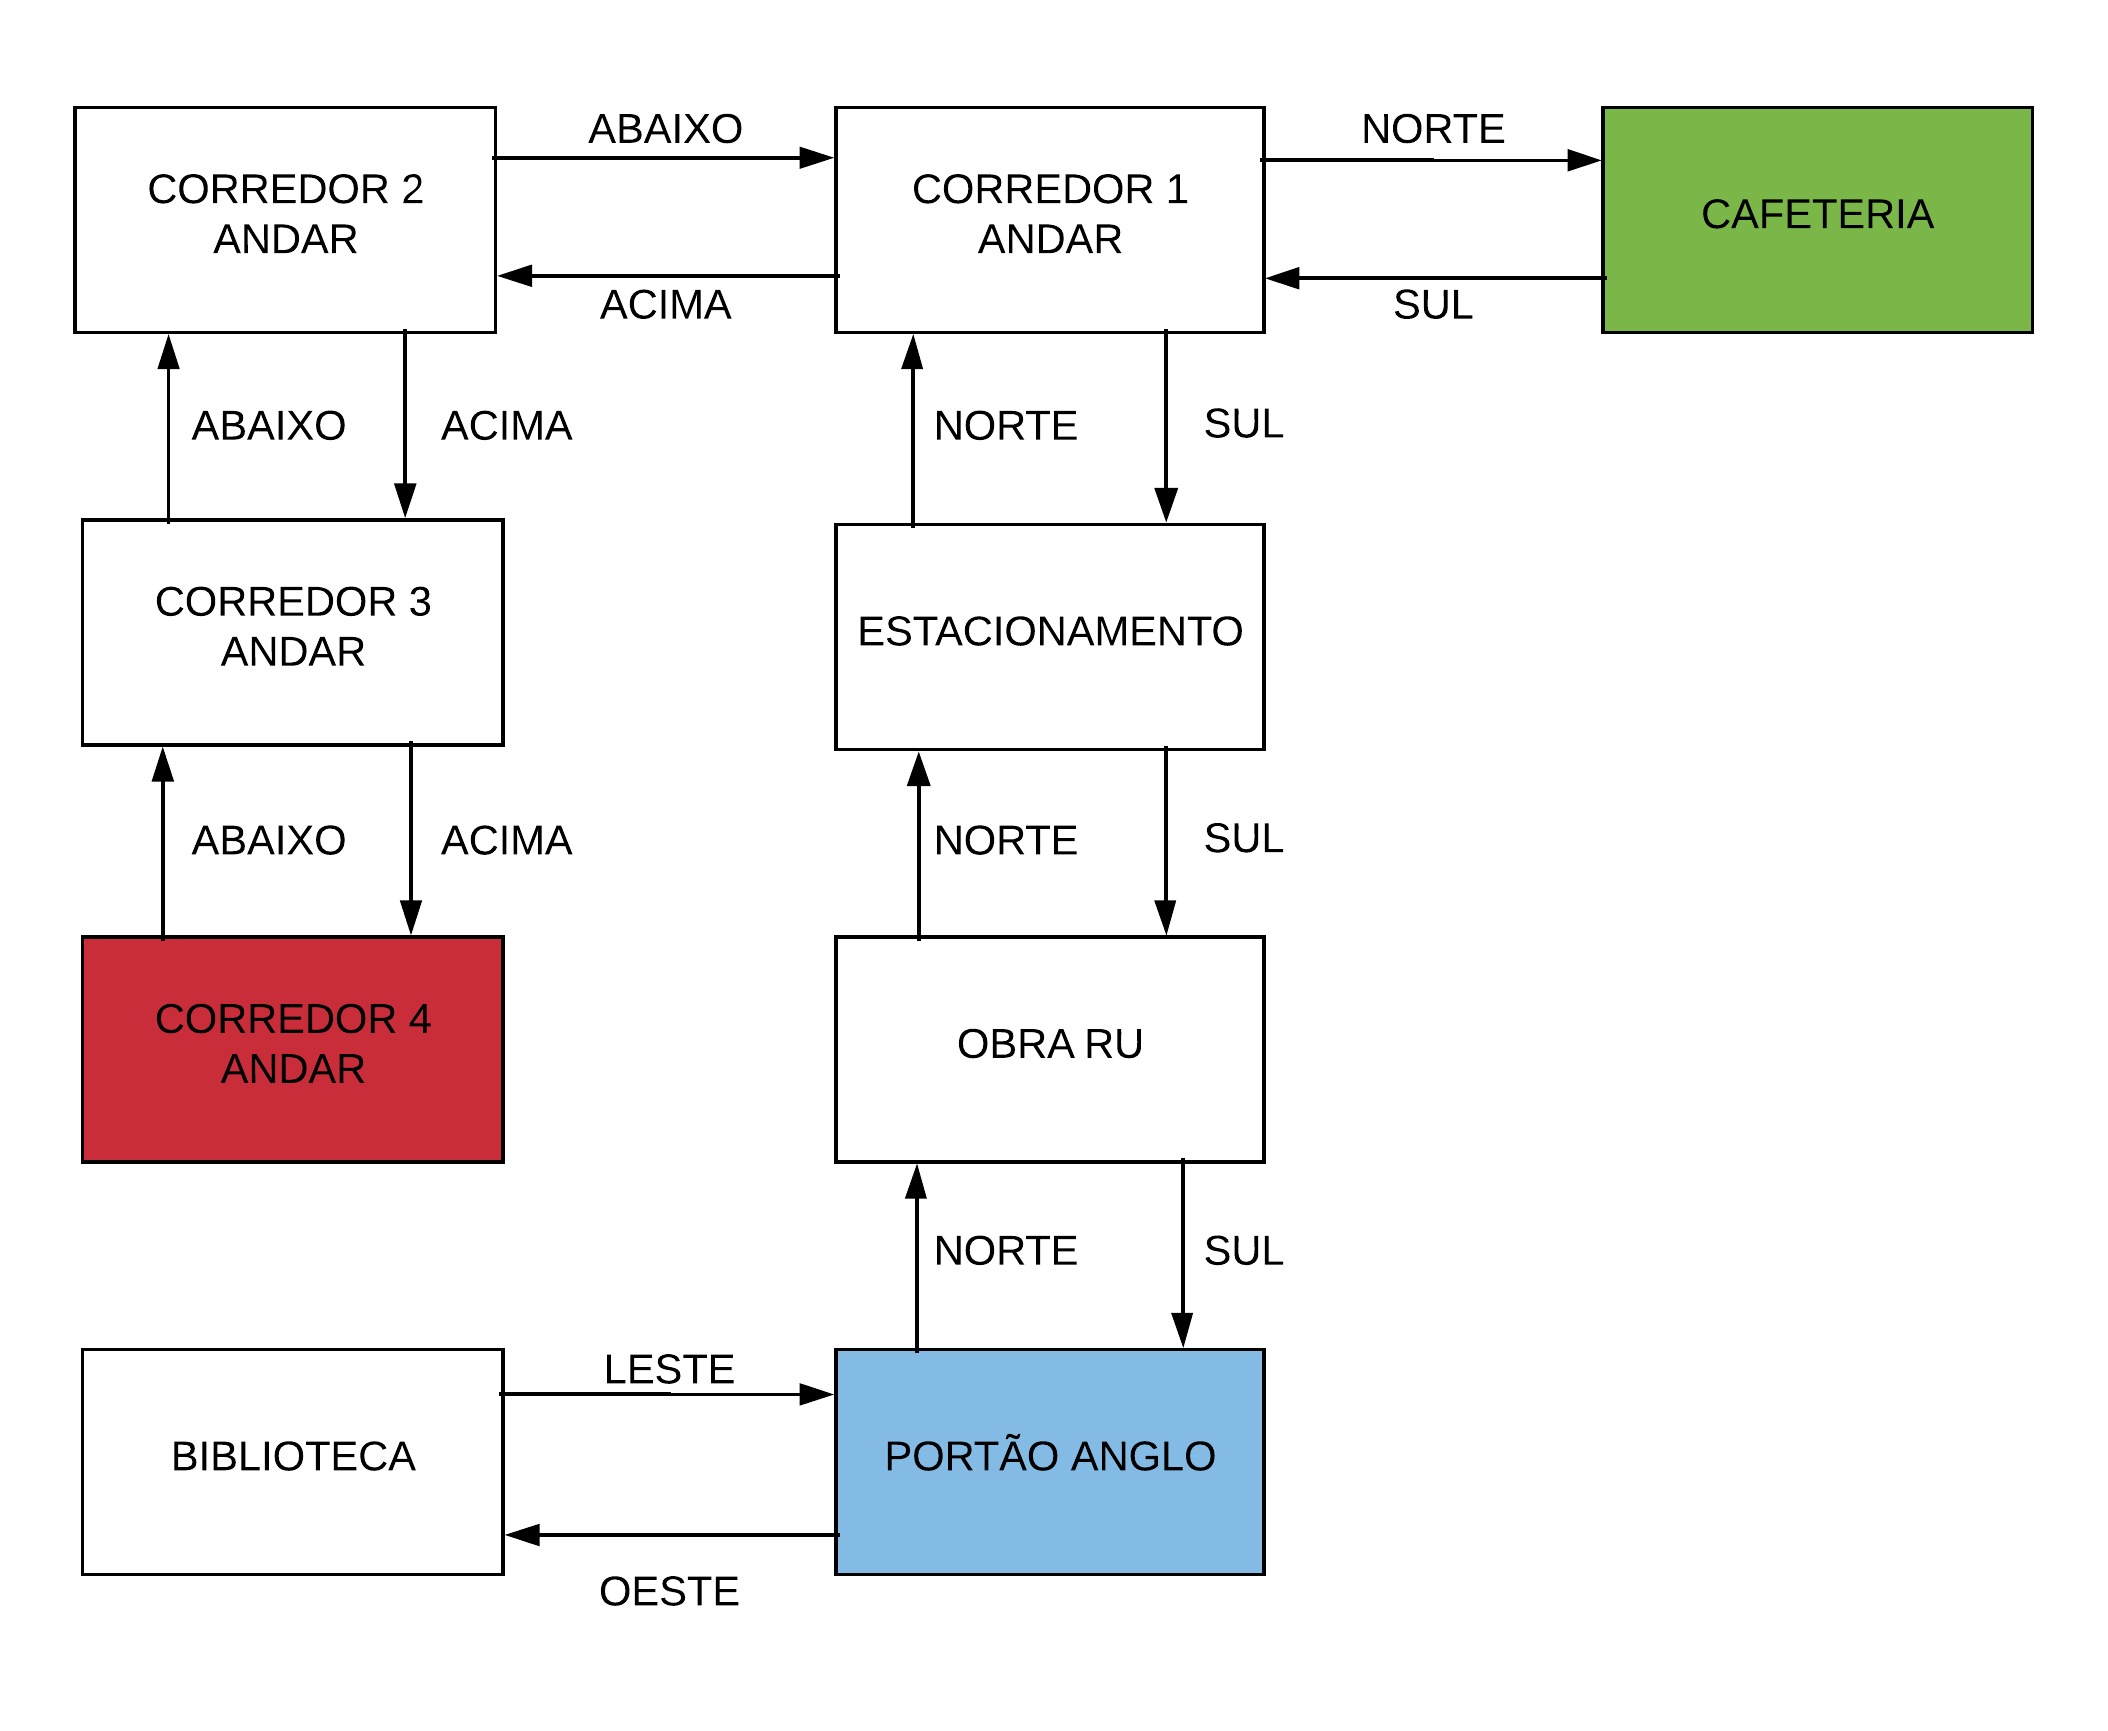 ABAIXO
NORTE
CORREDOR 2
ANDAR
CORREDOR 1
ANDAR
CAFETERIA
ACIMA
SUL
ABAIXO
ACIMA
NORTE
SUL
CORREDOR 3
ANDAR
ESTACIONAMENTO
ABAIXO
ACIMA
NORTE
SUL
CORREDOR 4
ANDAR
OBRA RU
NORTE
SUL
LESTE
BIBLIOTECA
PORTÃO ANGLO
OESTE